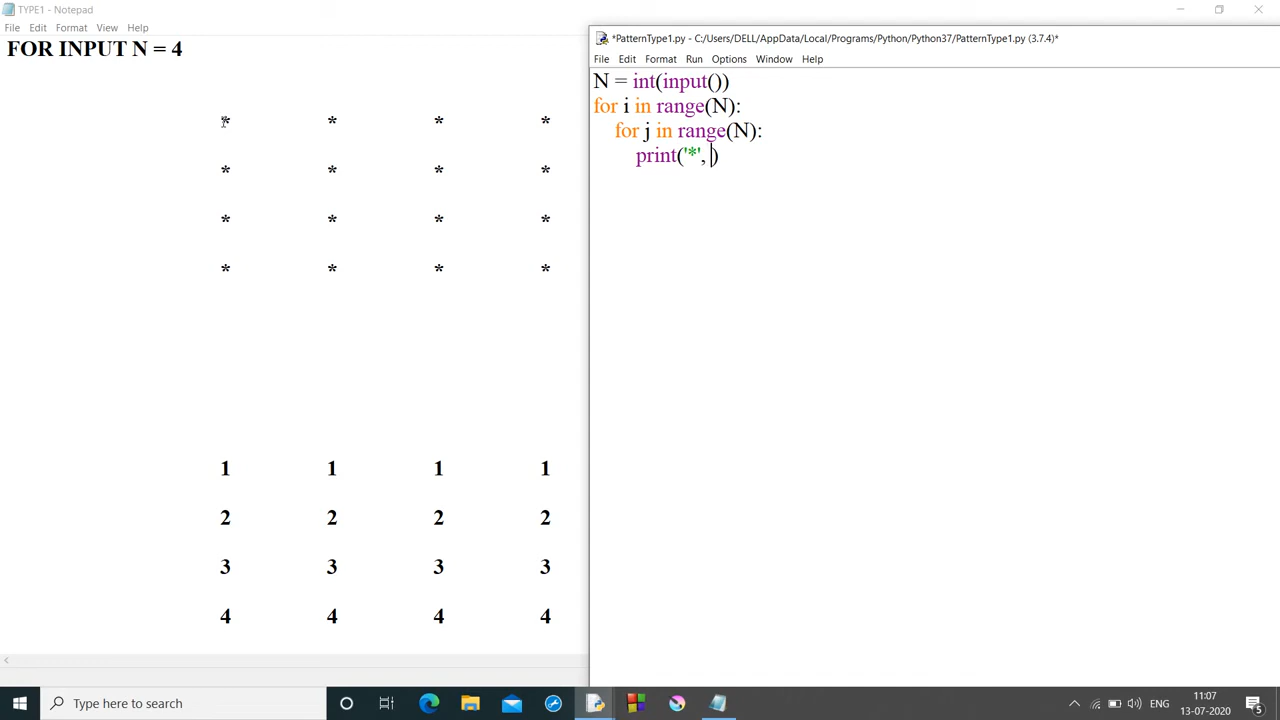 TYPE1 - Notepad
File Edit Format View Help
FOR INPUT N = 4
* * * *
* * * *
* * * *
* * * *
1 1 1 1
2 2 2 2
3 3 3 3
4 4 4 4
*PatternType1.py - C:/Users/DELL/AppData/Local/Programs/Python/Python37/PatternType1.py (3.7.4)*
File Edit Format Run Options Window Help
N = int(input())
for i in range(N):
    for j in range(N):
        print('*', )
Type here to search
ENG
11:07
13-07-2020
5